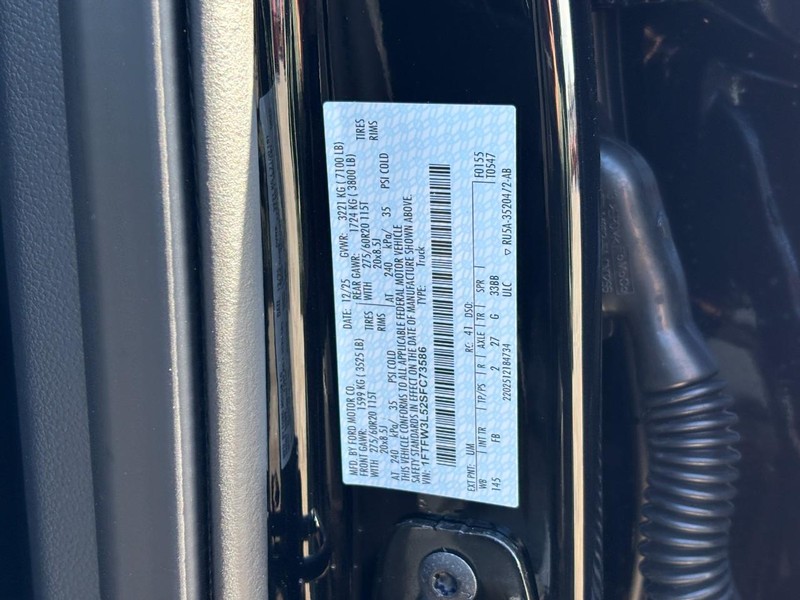 MFD. BY FORD MOTOR CO. DATE: 12/25 GVWR: 3221 KG ( 7100 LB)
FRONT GAWR: 1599 KG ( 3525 LB) REAR GAWR: 1724 KG ( 3800 LB)
WITH 275/60R20 115T TIRES WITH 275/60R20 115T TIRES
20x8.5J RIMS 20x8.5J RIMS
AT 240 kPa/ 35 PSI COLD AT 240 kPa/ 35 PSI COLD
THIS VEHICLE CONFORMS TO ALL APPLICABLE FEDERAL MOTOR VEHICLE
SAFETY STANDARDS IN EFFECT ON THE DATE OF MANUFACTURE SHOWN ABOVE.
VIN: 1FTFW3L52SFC73586 TYPE: Truck
F0155
T0547
EXT PNT: UM RC: 41 DSO:
WB INT TR TP/PS R AXLE TR SPR
145 FB 2 27 G 33BB
2202512184734 ULC ▽ RU5A-35204/2-AB